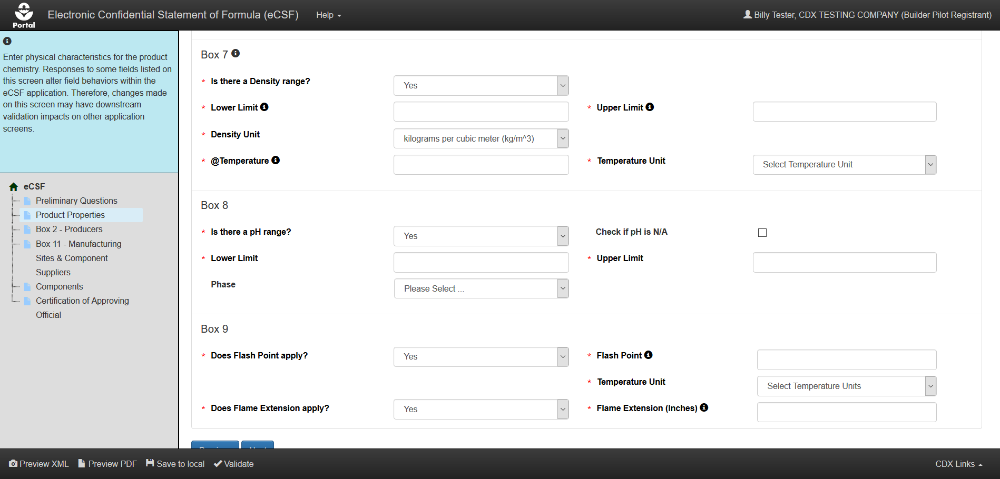 Portal
Electronic Confidential Statement of Formula (eCSF)
Help
Billy Tester, CDX TESTING COMPANY (Builder Pilot Registrant)
Enter physical characteristics for the product
chemistry. Responses to some fields listed on
this screen alter field behaviors within the
eCSF application. Therefore, changes made
on this screen may have downstream
validation impacts on other application
screens.
eCSF
Preliminary Questions
Product Properties
Box 2 - Producers
Box 11 - Manufacturing
Sites & Component
Suppliers
Components
Certification of Approving
Official
Box 7
* Is there a Density range? Yes
* Lower Limit * Upper Limit
* Density Unit kilograms per cubic meter (kg/m^3)
* @Temperature * Temperature Unit Select Temperature Unit
Box 8
* Is there a pH range? Yes Check if pH is N/A
* Lower Limit * Upper Limit
Phase Please Select ...
Box 9
* Does Flash Point apply? Yes * Flash Point
* Temperature Unit Select Temperature Units
* Does Flame Extension apply? Yes * Flame Extension (Inches)
Preview XML Preview PDF Save to local Validate
CDX Links